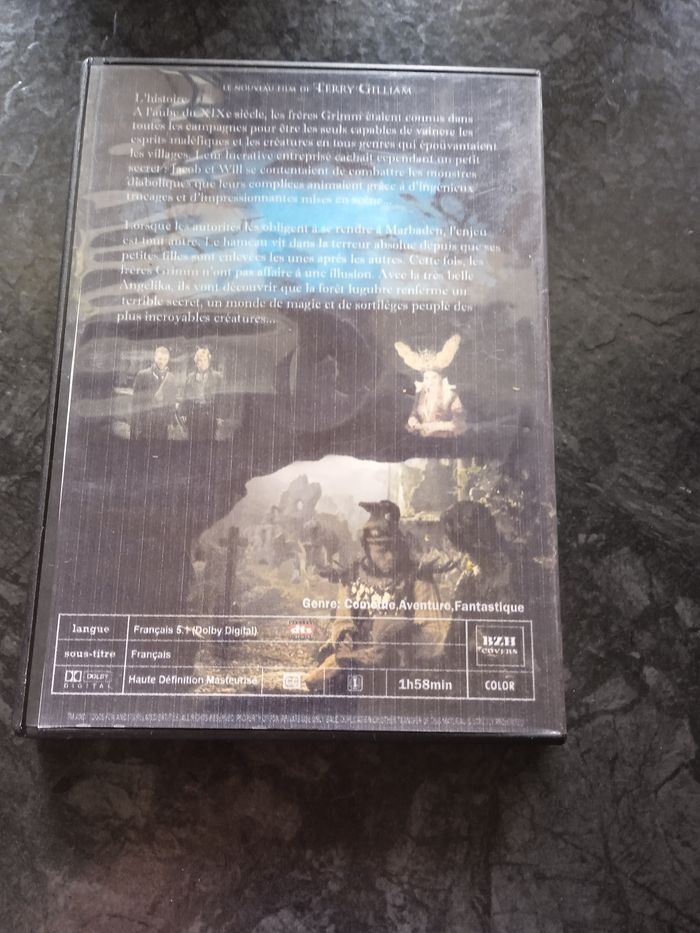 LE NOUVEAU FILM DE TERRY GILLIAM
L'histoire
A l'aube du XIXe siècle, les frères Grimm étaient connus dans
toutes les campagnes pour être les seuls capables de vaincre les
esprits maléfiques et les créatures en tous genres qui épouvantaient
les villages. Leur lucrative entreprise cachait cependant un petit
secret : Jacob et Will se contentaient de combattre les monstres
diaboliques que leurs complices animaient grâce à d'ingénieux
trucages et d'impressionnantes mises en scène...
Lorsque les autorités les obligent à se rendre à Marbaden, l'enjeu
est tout autre. Le hameau vit dans la terreur absolue depuis que ses
petites filles sont enlevées les unes après les autres. Cette fois, les
frères Grimm n'ont pas affaire à une illusion. Avec la très belle
Angelika, ils vont découvrir que la forêt lugubre renferme un
terrible secret, un monde de magie et de sortilèges peuplé des
plus incroyables créatures...
Genre: Comédie,Aventure,Fantastique
langue Français 5.1 (Dolby Digital) dts
BZH COVERS
sous-titre Français
DOLBY DIGITAL Haute Définition Masteurisé CC 1 1h58min COLOR